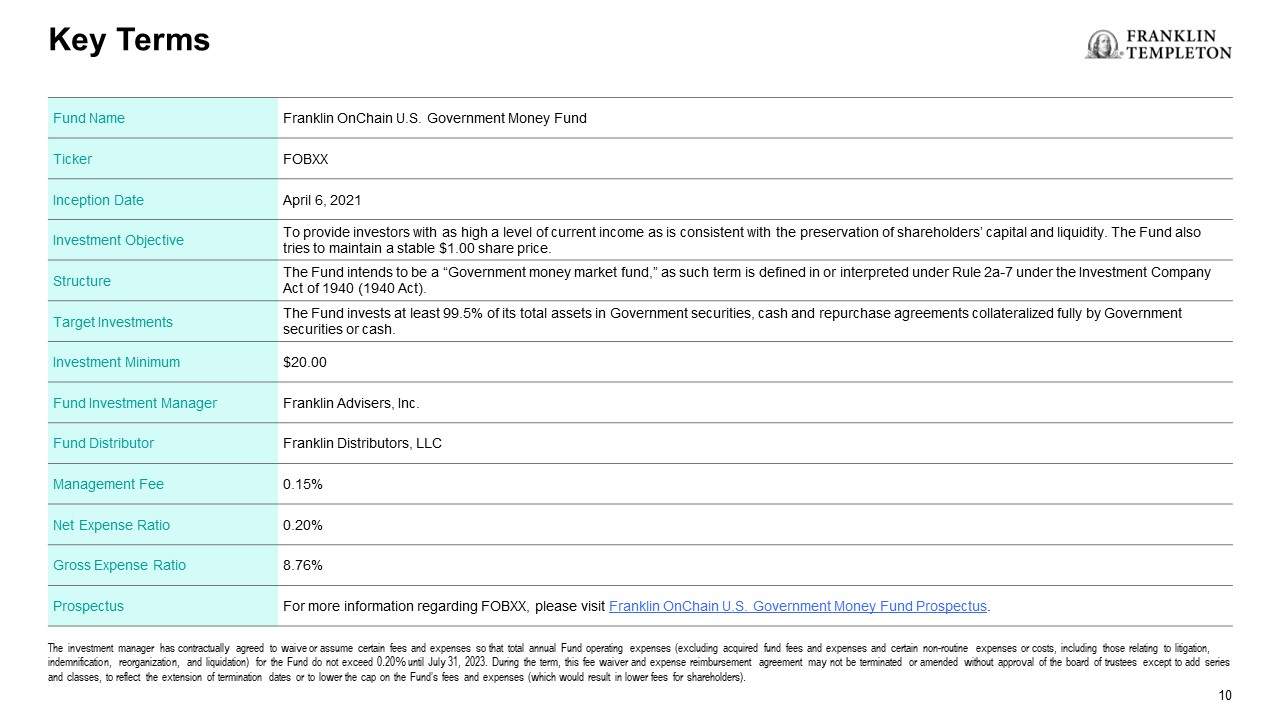 Key Terms
FRANKLIN
TEMPLETON
Fund Name
Franklin OnChain U.S. Government Money Fund
Ticker
FOBXX
Inception Date
April 6, 2021
Investment Objective
To provide investors with as high a level of current income as is consistent with the preservation of shareholders’ capital and liquidity. The Fund also
tries to maintain a stable $1.00 share price.
Structure
The Fund intends to be a “Government money market fund,” as such term is defined in or interpreted under Rule 2a-7 under the Investment Company
Act of 1940 (1940 Act).
Target Investments
The Fund invests at least 99.5% of its total assets in Government securities, cash and repurchase agreements collateralized fully by Government
securities or cash.
Investment Minimum
$20.00
Fund Investment Manager
Franklin Advisers, Inc.
Fund Distributor
Franklin Distributors, LLC
Management Fee
0.15%
Net Expense Ratio
0.20%
Gross Expense Ratio
8.76%
Prospectus
For more information regarding FOBXX, please visit Franklin OnChain U.S. Government Money Fund Prospectus.
The investment manager has contractually agreed to waive or assume certain fees and expenses so that total annual Fund operating expenses (excluding acquired fund fees and expenses and certain non-routine expenses or costs, including those relating to litigation,
indemnification, reorganization, and liquidation) for the Fund do not exceed 0.20% until July 31, 2023. During the term, this fee waiver and expense reimbursement agreement may not be terminated or amended without approval of the board of trustees except to add series
and classes, to reflect the extension of termination dates or to lower the cap on the Fund’s fees and expenses (which would result in lower fees for shareholders).
10